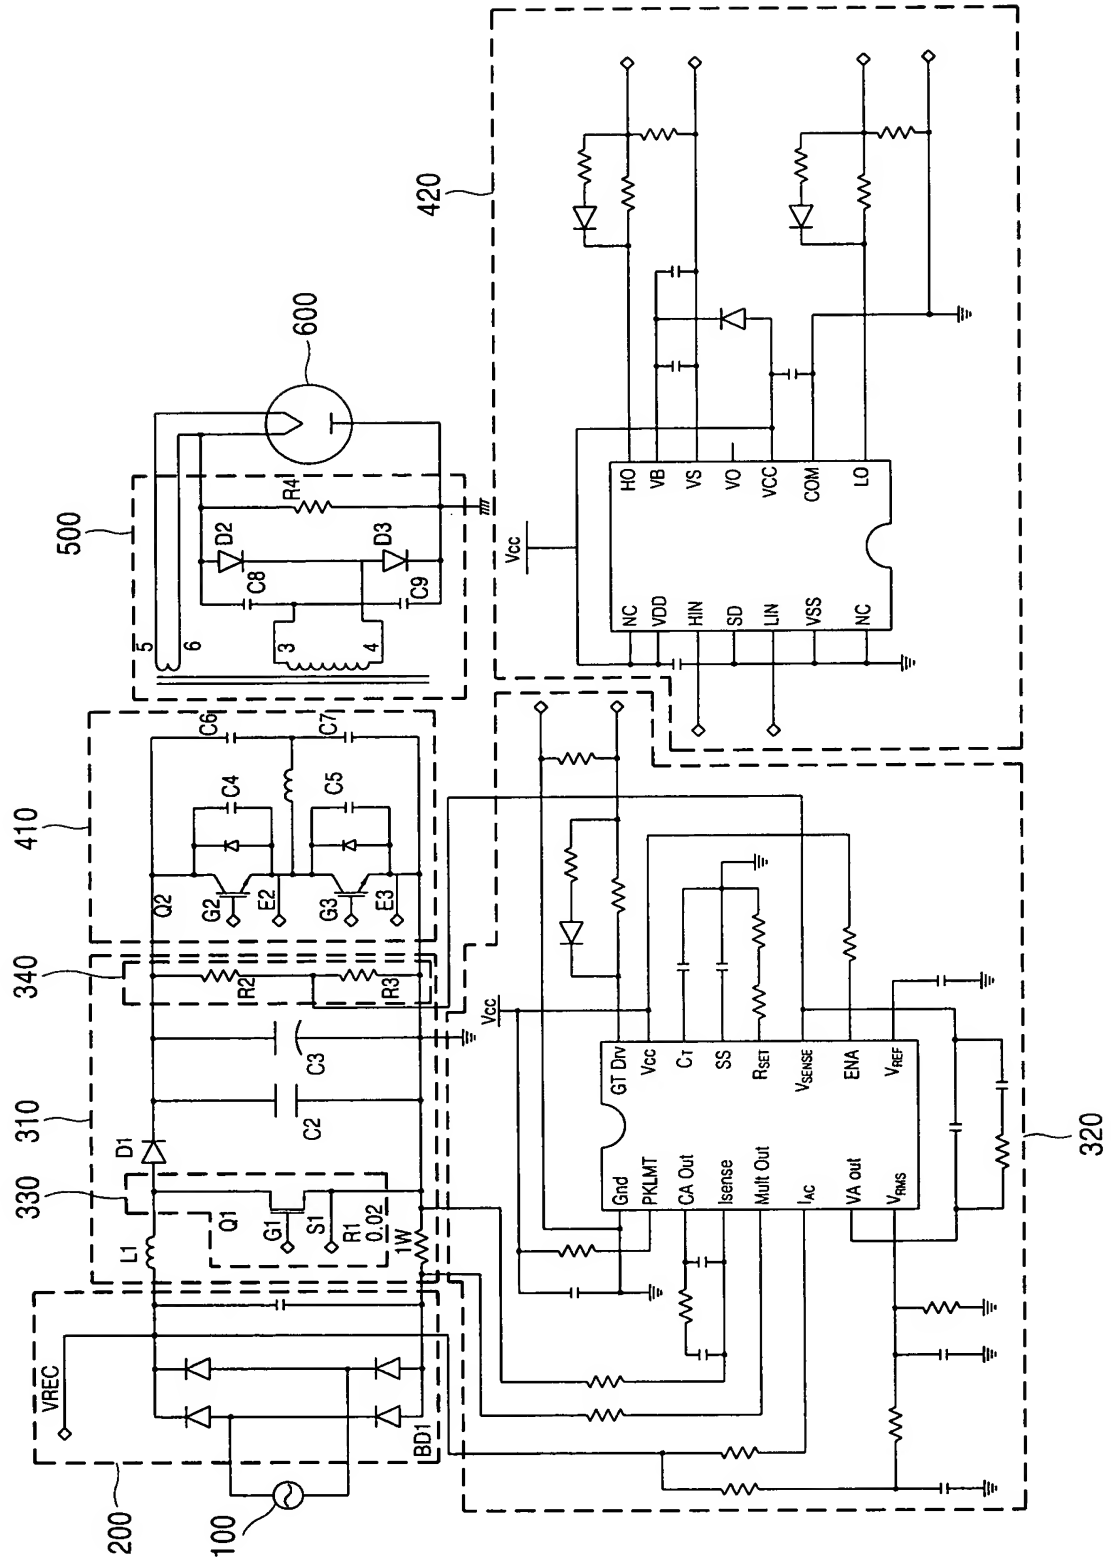 100
200
VREC
BD1
310
330
340
L1
D1
Q1
G1
S1
R1
0.02
1W
C2
C3
R2
R3
410
Q2
G2
E2
G3
E3
C4
C5
C6
C7
500
5
6
3
4
C8
C9
D2
D3
R4
600
320
Vcc
Gnd
PKLMT
CA Out
Isense
Mult Out
IAC
VA out
VRMS
GT Drv
Vcc
CT
SS
RSET
VSENSE
ENA
VREF
420
Vcc
NC
VDD
HIN
SD
LIN
VSS
NC
HO
VB
VS
VO
VCC
COM
LO